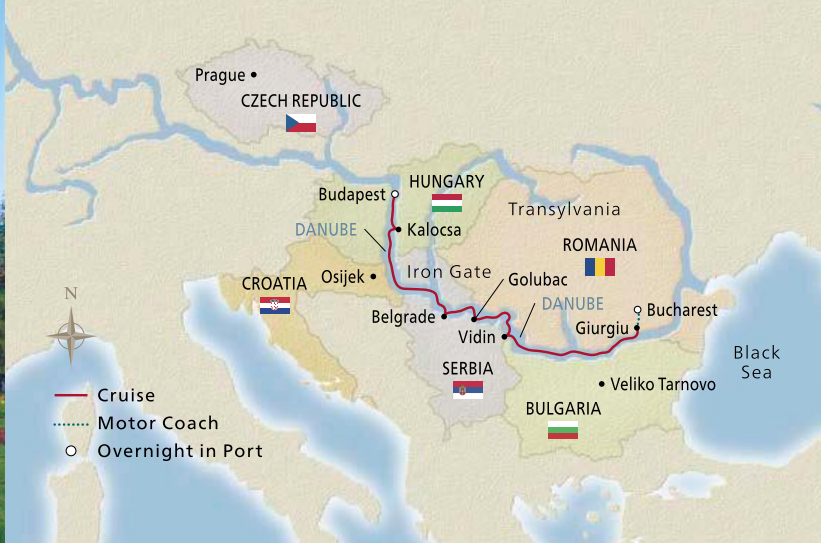 Prague
CZECH REPUBLIC
HUNGARY
Budapest
Transylvania
DANUBE
Kalocsa
ROMANIA
Iron Gate
Osijek
CROATIA
Golubac
N
DANUBE
Bucharest
Belgrade
Giurgiu
Vidin
Black
Sea
SERBIA
Veliko Tarnovo
Cruise
BULGARIA
Motor Coach
Overnight in Port